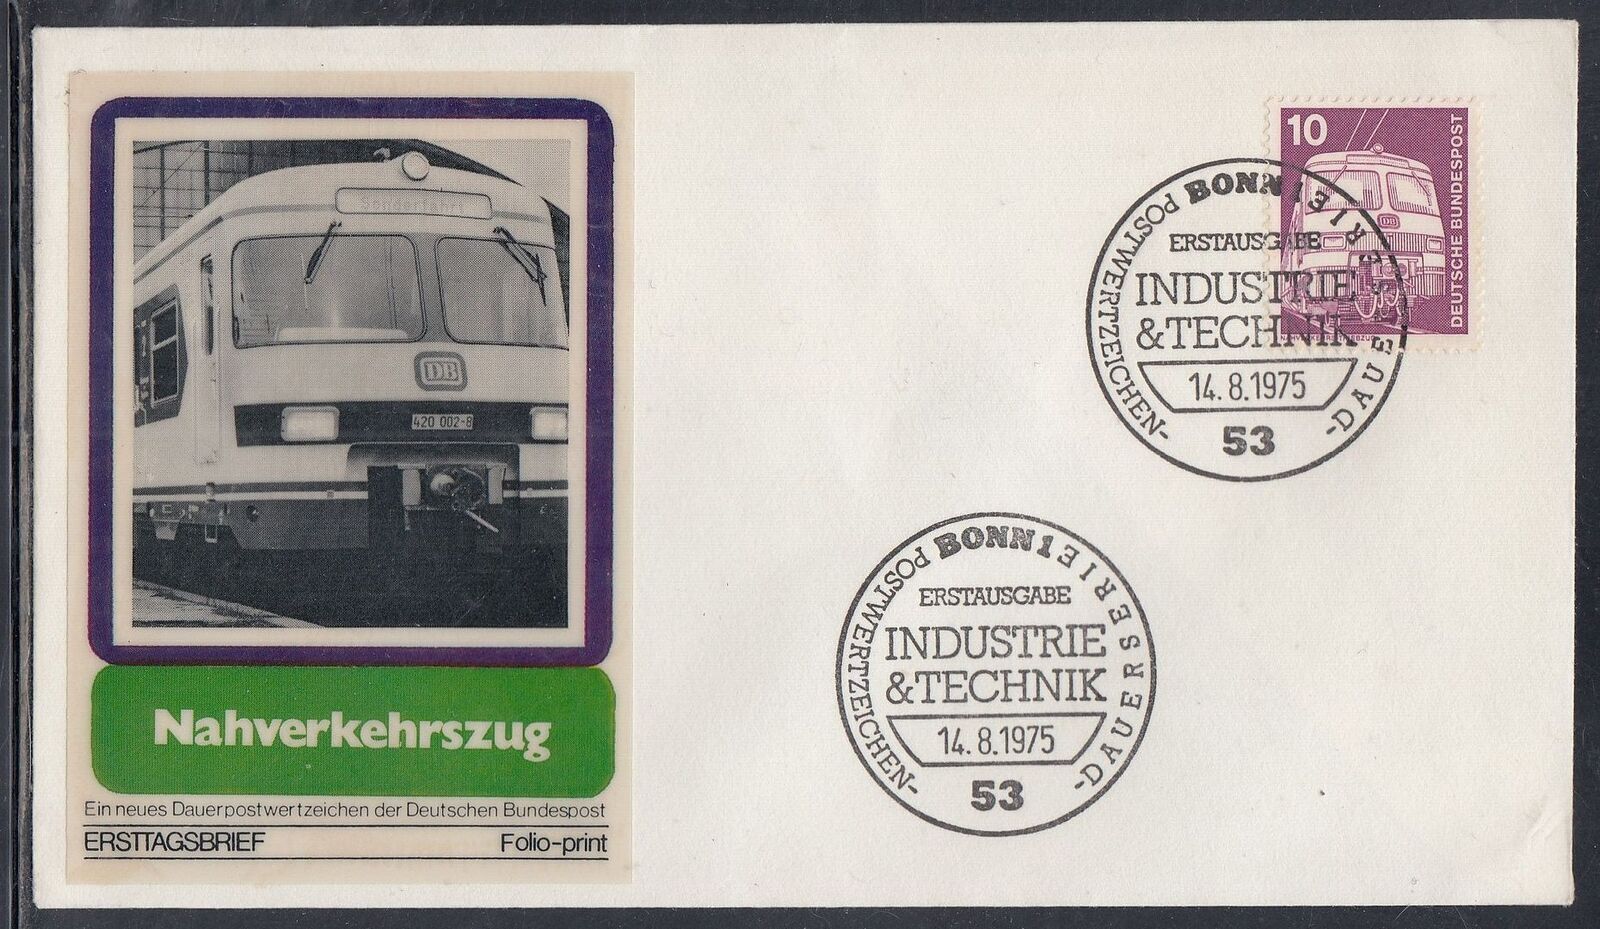 Sonderfahrt
DB
420 002-8
Nahverkehrszug
Ein neues Dauerpostwertzeichen der Deutschen Bundespost
ERSTTAGSBRIEF Folio-print
10
DEUTSCHE BUNDESPOST
DB
NAHVERKEHRSTRIEBZUG
BONN 1
POSTWERTZEICHEN-
-DAUERSERIE
ERSTAUSGABE
INDUSTRIE
& TECHNIK
14.8.1975
53
BONN 1
POSTWERTZEICHEN-
-DAUERSERIE
ERSTAUSGABE
INDUSTRIE
& TECHNIK
14.8.1975
53